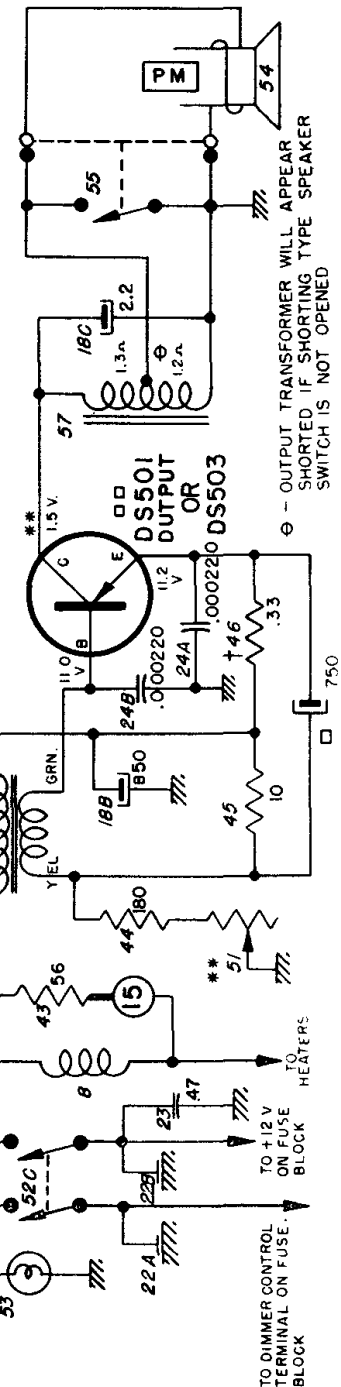 PM
54
55
18C
2.2
1.3Ω
⊖
1.2Ω
57
**
1.5 V.
C
B
E
11.0
V
11.2
V
□□
DS501
DUTPUT
OR
DS503
⊖ - OUTPUT TRANSFORMER WILL APPEAR
SHORTED IF SHORTING TYPE SPEAKER
SWITCH IS NOT OPENED
GRN.
YEL
24B
.000220
24A
.000220
18B
850
†46
.33
45
10
□
750
44
180
**
51
43
56
15
8
TO
HEATERS
52C
53
23
.47
22B
22A
TO +12 V
ON FUSE
BLOCK
TO DIMMER CONTROL
TERMINAL ON FUSE.
BLOCK